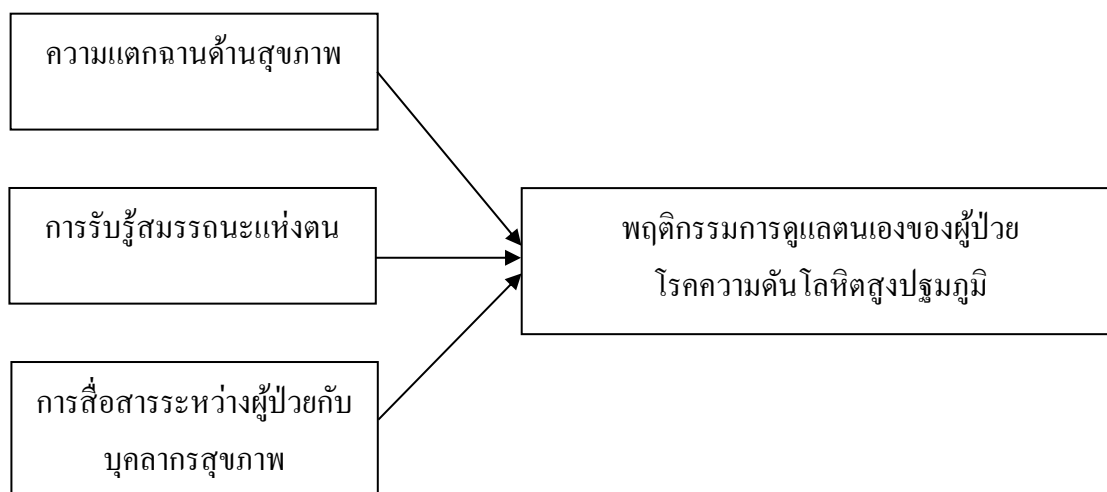 ความแตกฉานด้านสุขภาพ
การรับรู้สมรรถนะแห่งตน
การสื่อสารระหว่างผู้ป่วยกับ
บุคลากรสุขภาพ
พฤติกรรมการดูแลตนเองของผู้ป่วย
โรคความดันโลหิตสูงปฐมภูมิ